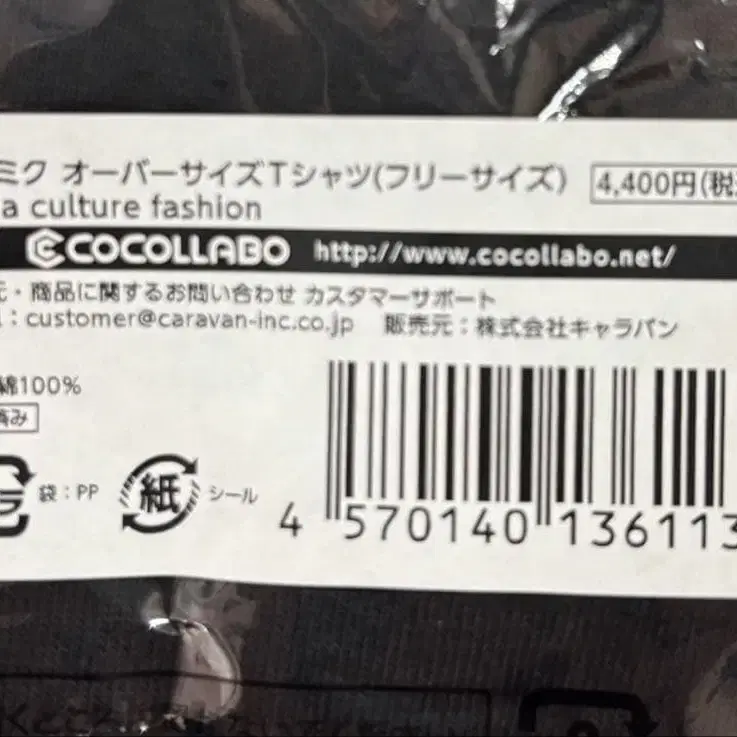 ミク オーバーサイズTシャツ(フリーサイズ) 4,400円(税
a culture fashion
COCOLLABO http://www.cocollabo.net/
元・商品に関するお問い合わせ カスタマーサポート
: customer@caravan-inc.co.jp 販売元:株式会社キャラバン
綿100%
済み
袋:PP
紙 シール
4 570140 136113